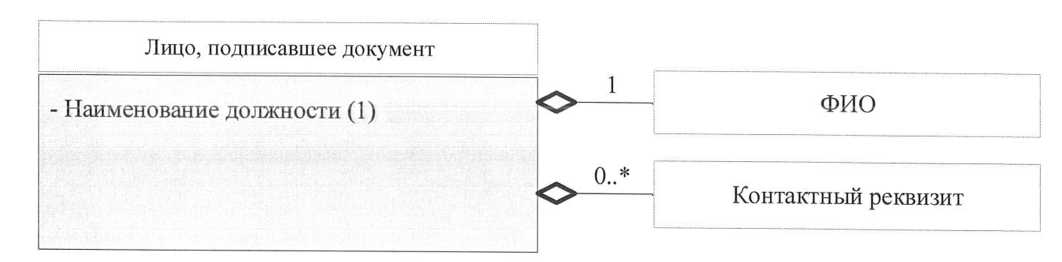 Лицо, подписавшее документ
- Наименование должности (1)
1
ФИО
0..*
Контактный реквизит